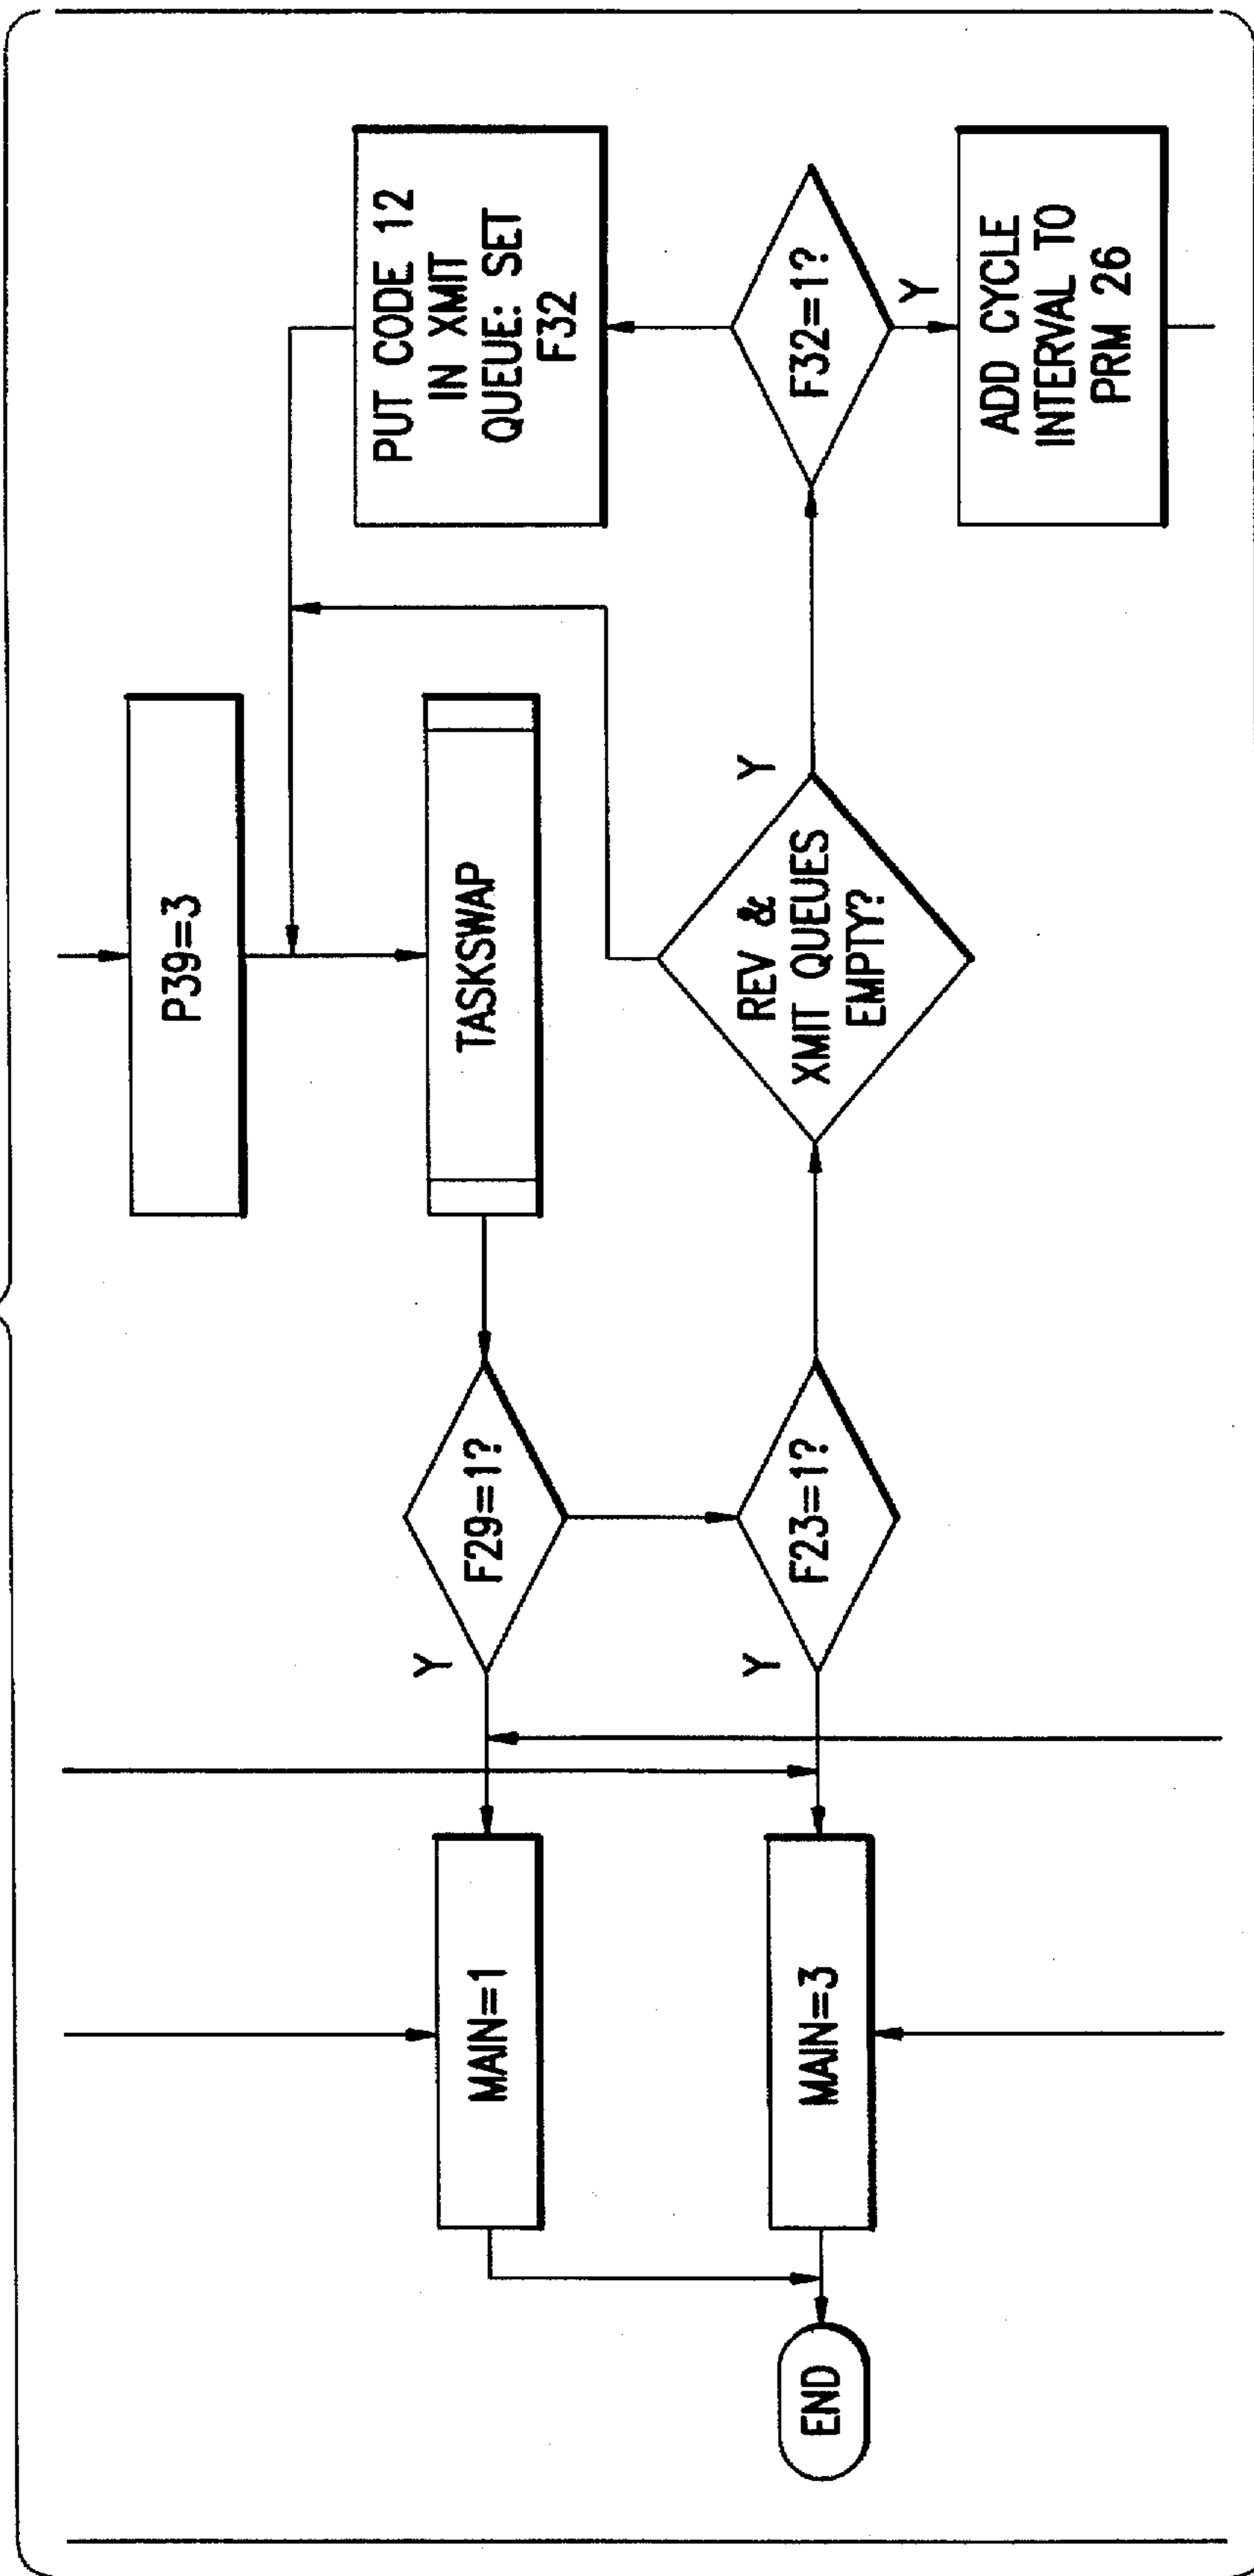 P39=3
PUT CODE 12
IN XMIT
QUEUE: SET
F32
TASKSWAP
F29=1?
Y
MAIN=1
F23=1?
Y
MAIN=3
END
REV &
XMIT QUEUES
EMPTY?
Y
F32=1?
Y
ADD CYCLE
INTERVAL TO
PRM 26